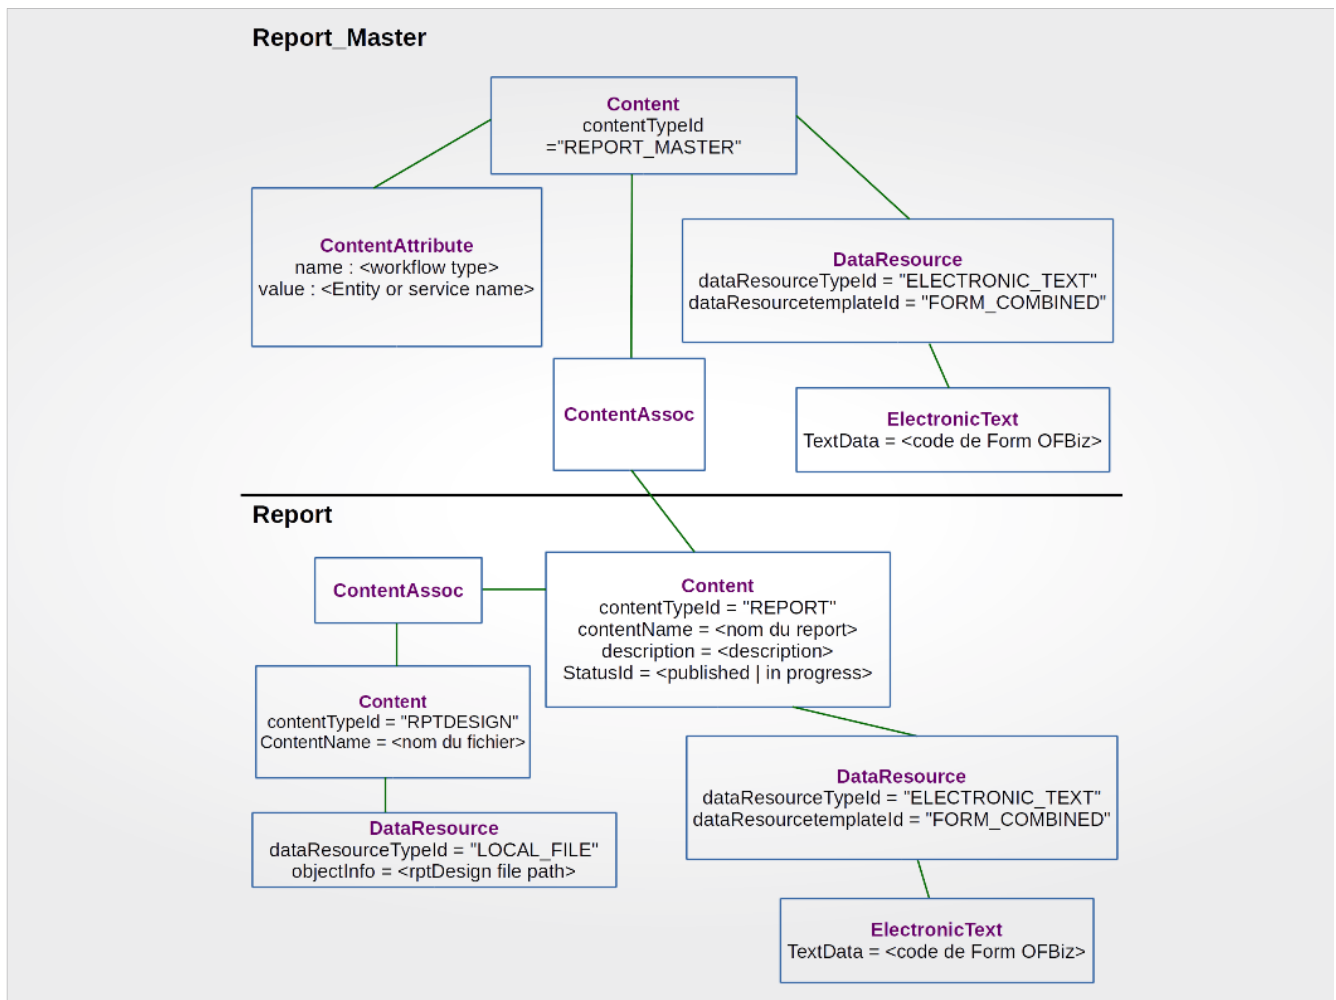 Report_Master
Content
contentTypeId
="REPORT_MASTER"
ContentAttribute
name : <workflow type>
value : <Entity or service name>
DataResource
dataResourceTypeId = "ELECTRONIC_TEXT"
dataResourcetemplateId = "FORM_COMBINED"
ContentAssoc
ElectronicText
TextData = <code de Form OFBiz>
Report
ContentAssoc
Content
contentTypeId = "REPORT"
contentName = <nom du report>
description = <description>
StatusId = <published | in progress>
Content
contentTypeId = "RPTDESIGN"
ContentName = <nom du fichier>
DataResource
dataResourceTypeId = "ELECTRONIC_TEXT"
dataResourcetemplateId = "FORM_COMBINED"
DataResource
dataResourceTypeId = "LOCAL_FILE"
objectInfo = <rptDesign file path>
ElectronicText
TextData = <code de Form OFBiz>